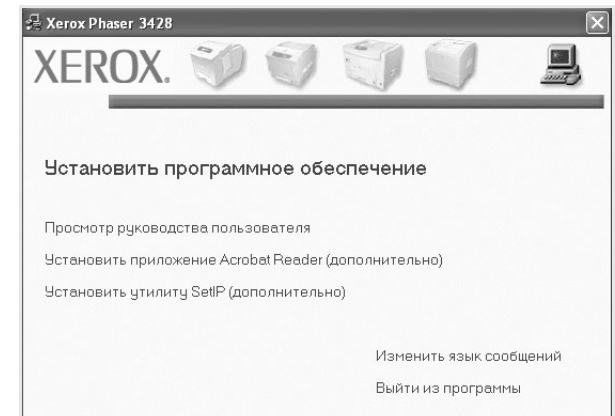 Xerox Phaser 3428
XEROX.
Установить программное обеспечение
Просмотр руководства пользователя
Установить приложение Acrobat Reader (дополнительно)
Установить утилиту SetIP (дополнительно)
Изменить язык сообщений
Выйти из программы